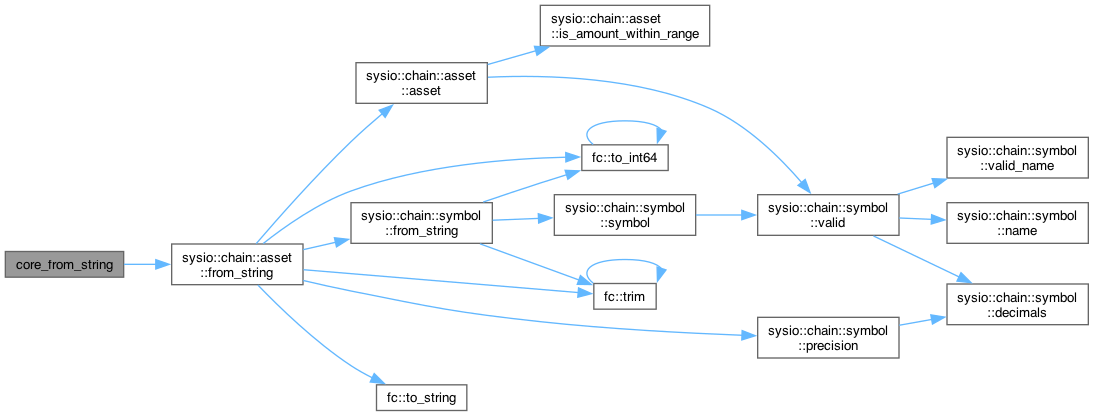 core_from_string
sysio::chain::asset
::from_string
sysio::chain::asset
::asset
sysio::chain::asset
::is_amount_within_range
fc::to_int64
sysio::chain::symbol
::from_string
sysio::chain::symbol
::symbol
fc::trim
fc::to_string
sysio::chain::symbol
::valid
sysio::chain::symbol
::precision
sysio::chain::symbol
::valid_name
sysio::chain::symbol
::name
sysio::chain::symbol
::decimals